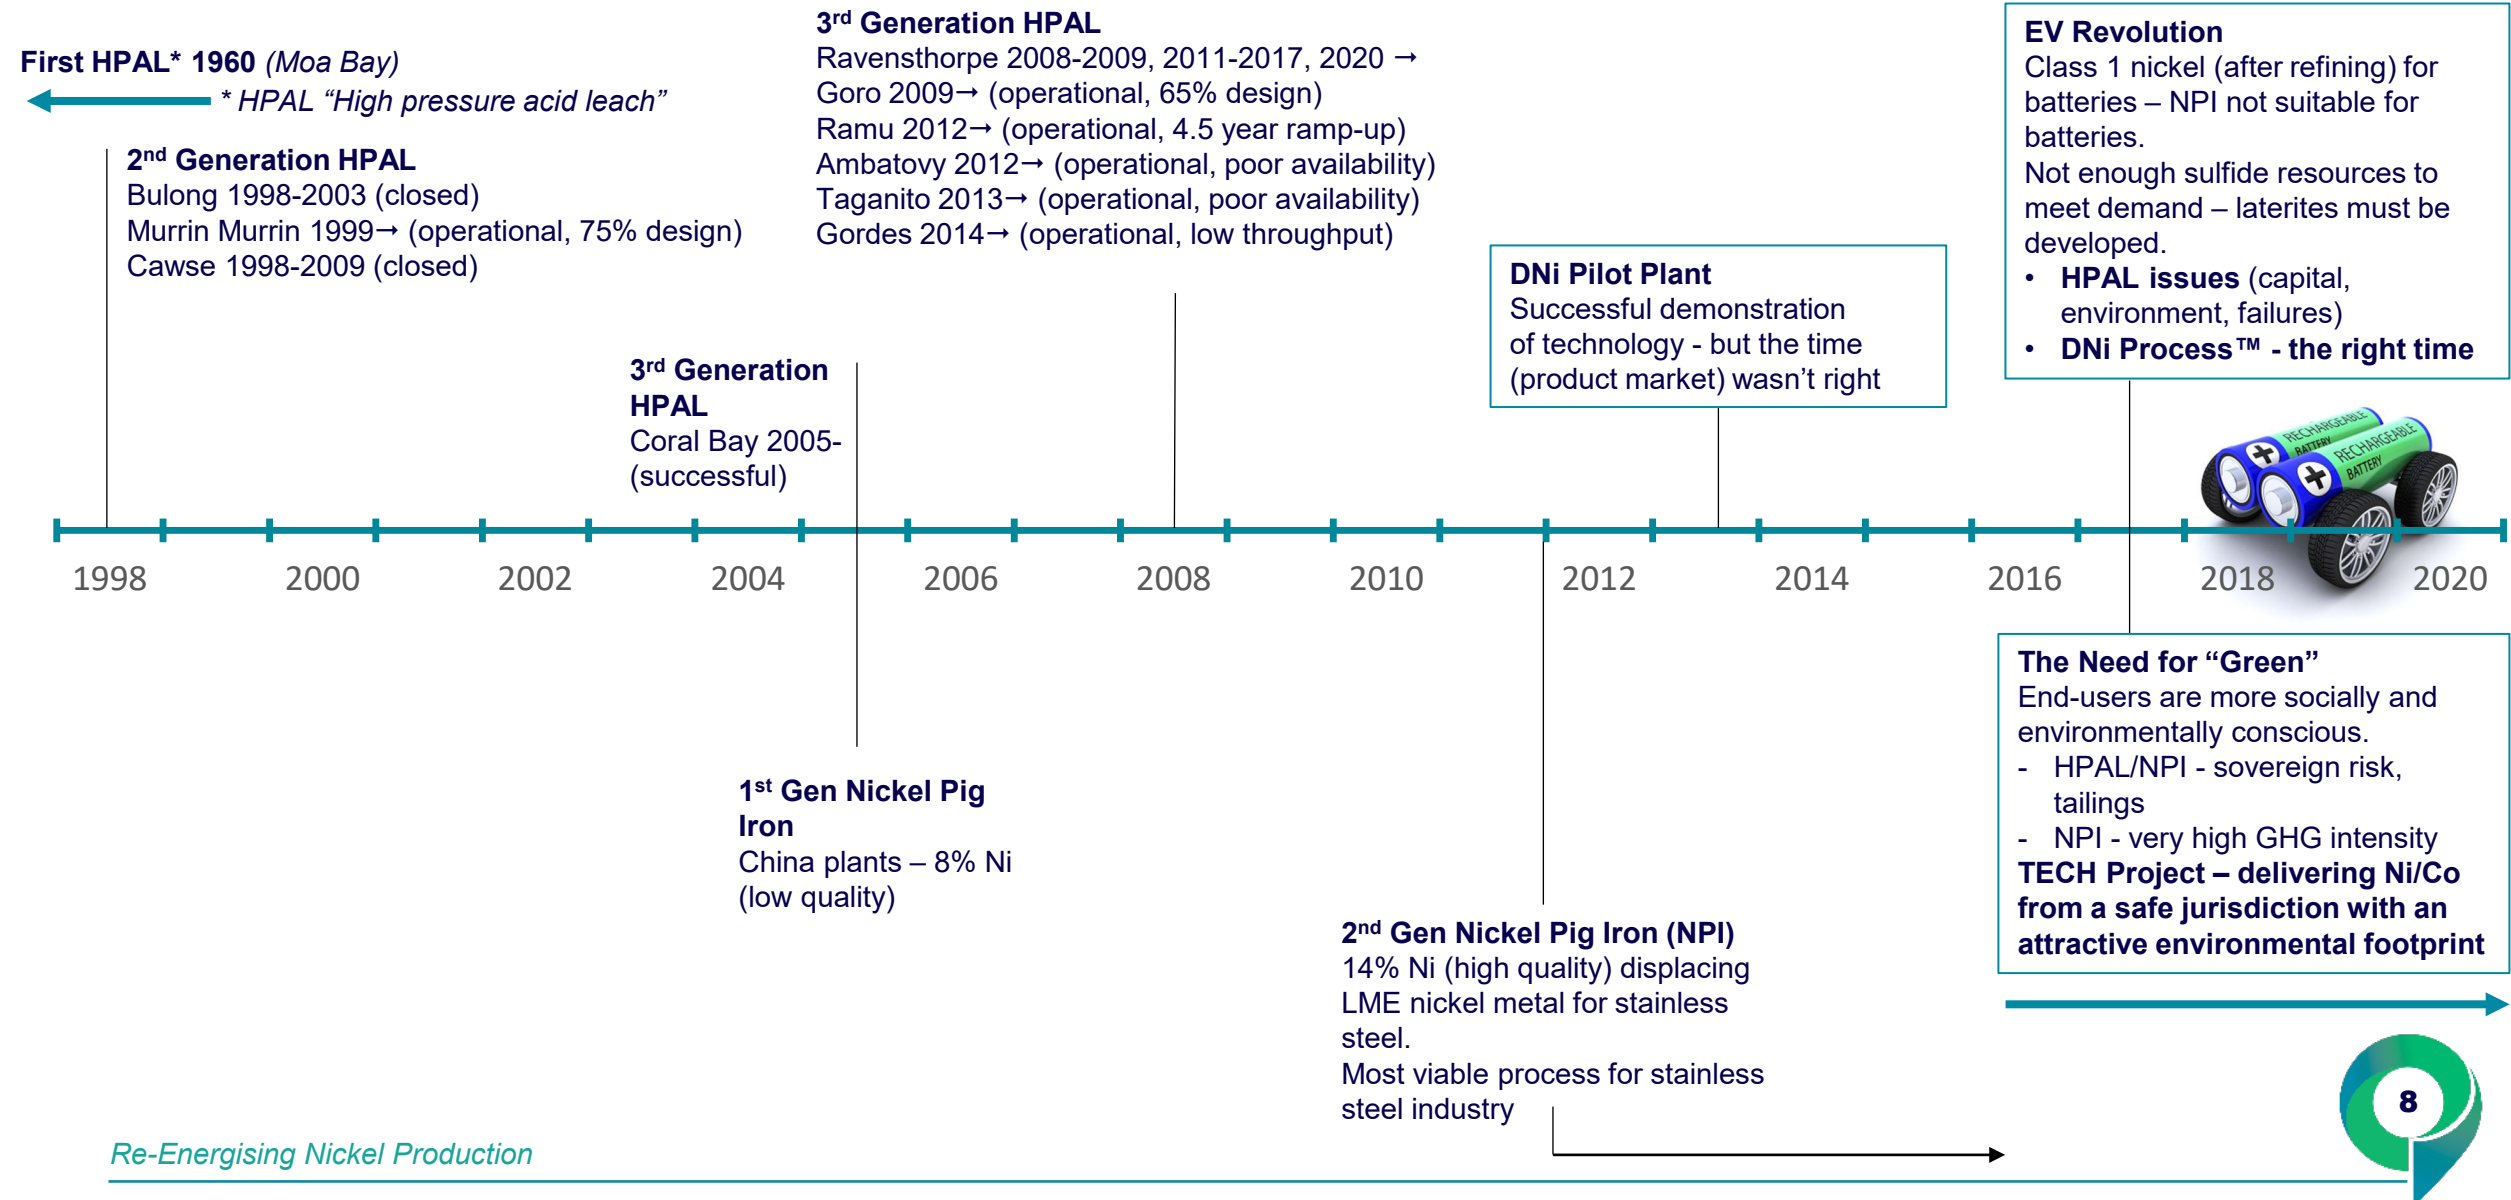 First HPAL* 1960 (Moa Bay)
* HPAL “High pressure acid leach”
2nd Generation HPAL
Bulong 1998-2003 (closed)
Murrin Murrin 1999→ (operational, 75% design)
Cawse 1998-2009 (closed)
3rd Generation
HPAL
Coral Bay 2005-
(successful)
3rd Generation HPAL
Ravensthorpe 2008-2009, 2011-2017, 2020 →
Goro 2009→ (operational, 65% design)
Ramu 2012→ (operational, 4.5 year ramp-up)
Ambatovy 2012→ (operational, poor availability)
Taganito 2013→ (operational, poor availability)
Gordes 2014→ (operational, low throughput)
DNi Pilot Plant
Successful demonstration
of technology - but the time
(product market) wasn’t right
EV Revolution
Class 1 nickel (after refining) for
batteries – NPI not suitable for
batteries.
Not enough sulfide resources to
meet demand – laterites must be
developed.
• HPAL issues (capital,
environment, failures)
• DNi Process™ - the right time
RECHARGEABLE
BATTERY
RECHARGEABLE
BATTERY
1998 2000 2002 2004 2006 2008 2010 2012 2014 2016 2018 2020
1st Gen Nickel Pig
Iron
China plants – 8% Ni
(low quality)
2nd Gen Nickel Pig Iron (NPI)
14% Ni (high quality) displacing
LME nickel metal for stainless
steel.
Most viable process for stainless
steel industry
The Need for “Green”
End-users are more socially and
environmentally conscious.
- HPAL/NPI - sovereign risk,
tailings
- NPI - very high GHG intensity
TECH Project – delivering Ni/Co
from a safe jurisdiction with an
attractive environmental footprint
8
Re-Energising Nickel Production